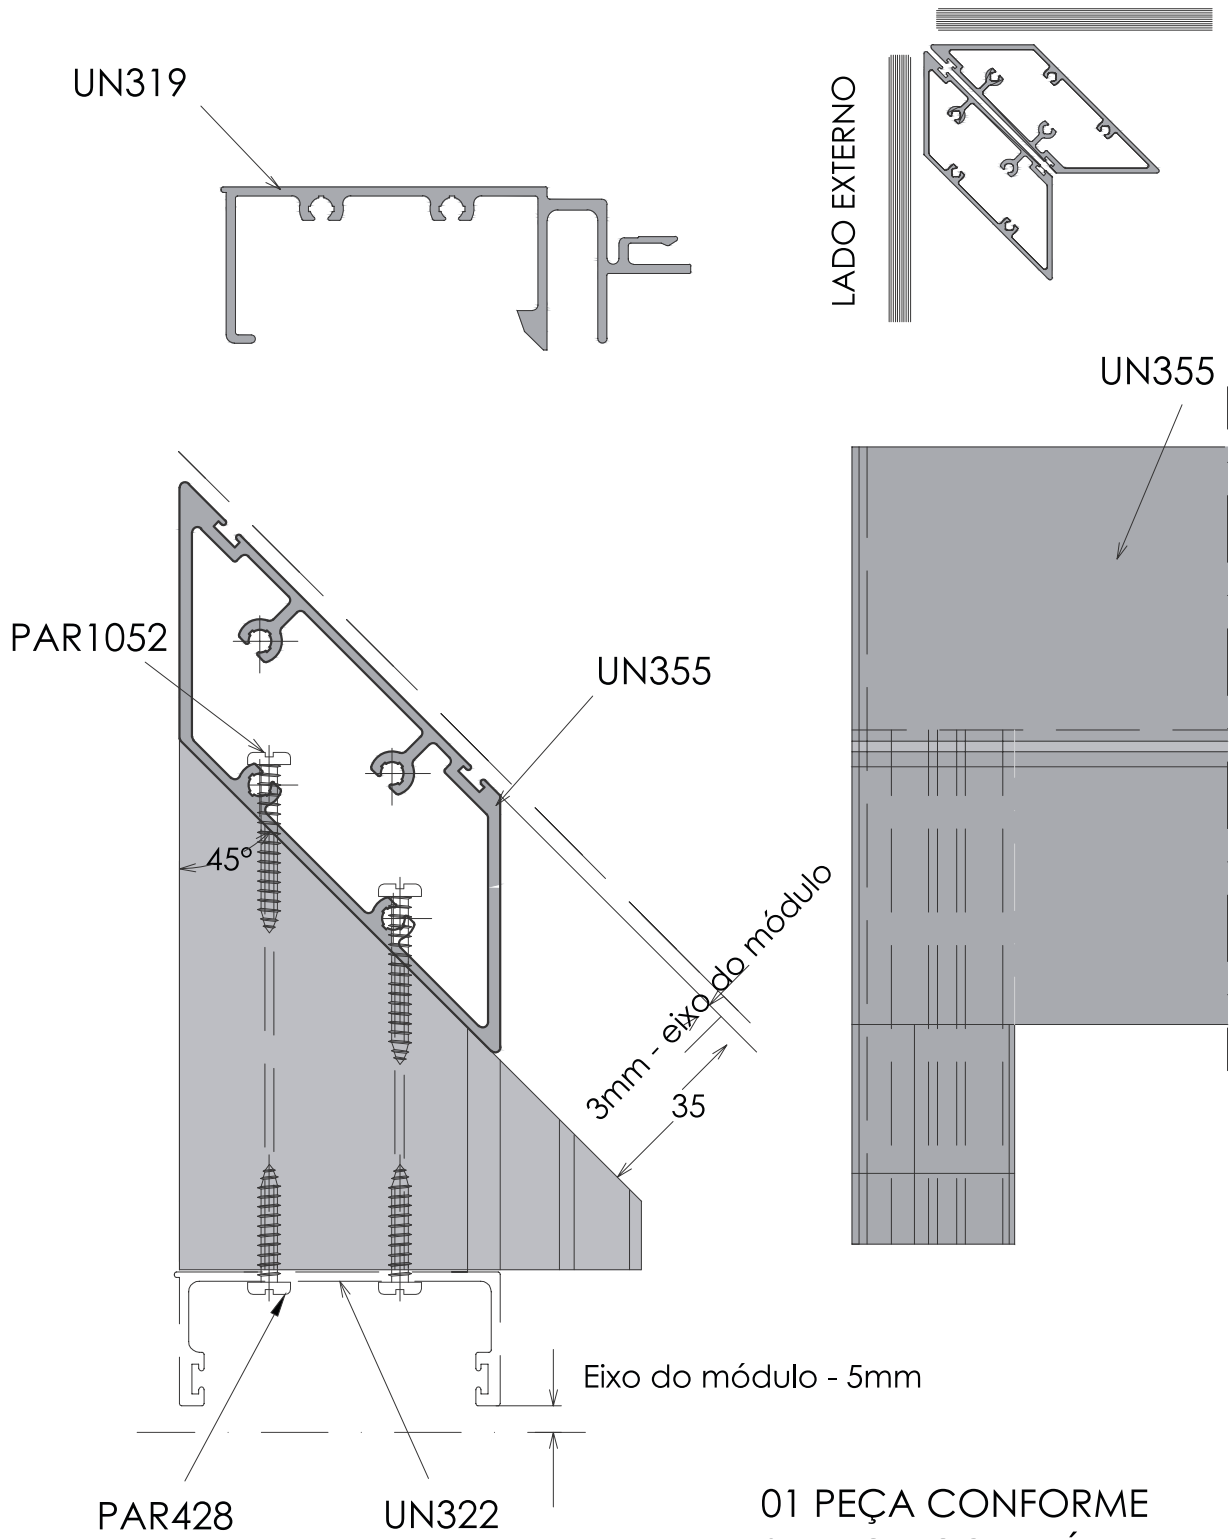 UN319
LADO EXTERNO
UN355
PAR1052
UN355
45°
3mm - eixo do módulo
35
Eixo do módulo - 5mm
PAR428
UN322
01 PEÇA CONFORME